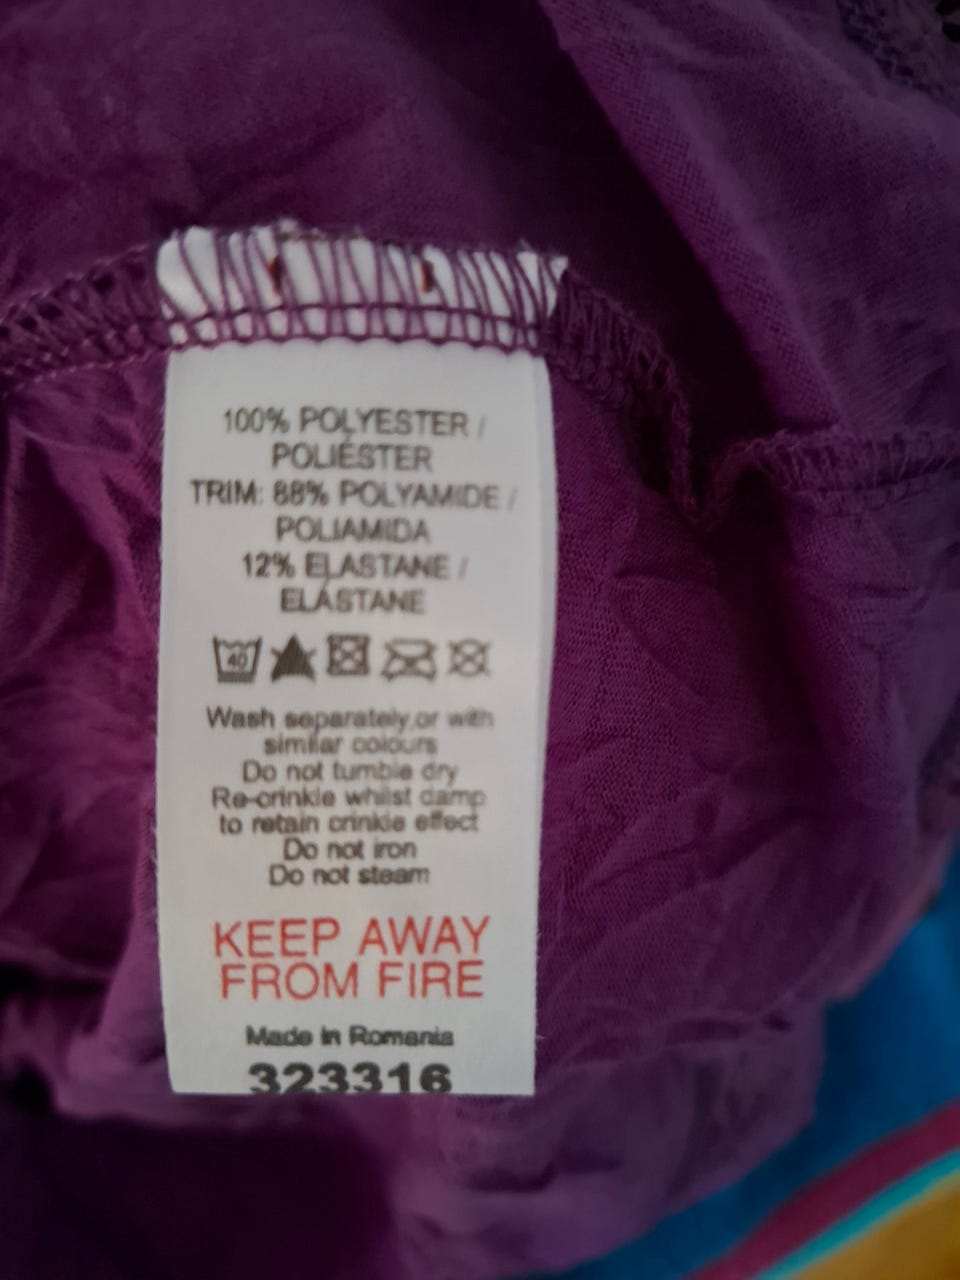 100% POLYESTER /
POLIÉSTER
TRIM: 88% POLYAMIDE /
POLIAMIDA
12% ELASTANE /
ELÁSTANE
40
Wash separately,or with
similar colours
Do not tumble dry
Re-crinkle whilst damp
to retain crinkle effect
Do not iron
Do not steam
KEEP AWAY
FROM FIRE
Made in Romania
323316